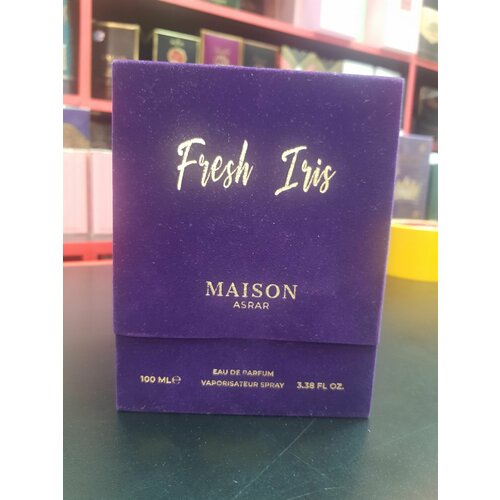 Fresh Iris
MAISON
ASRAR
EAU DE PARFUM
100 ML℮ VAPORISATEUR SPRAY 3.38 FL OZ.